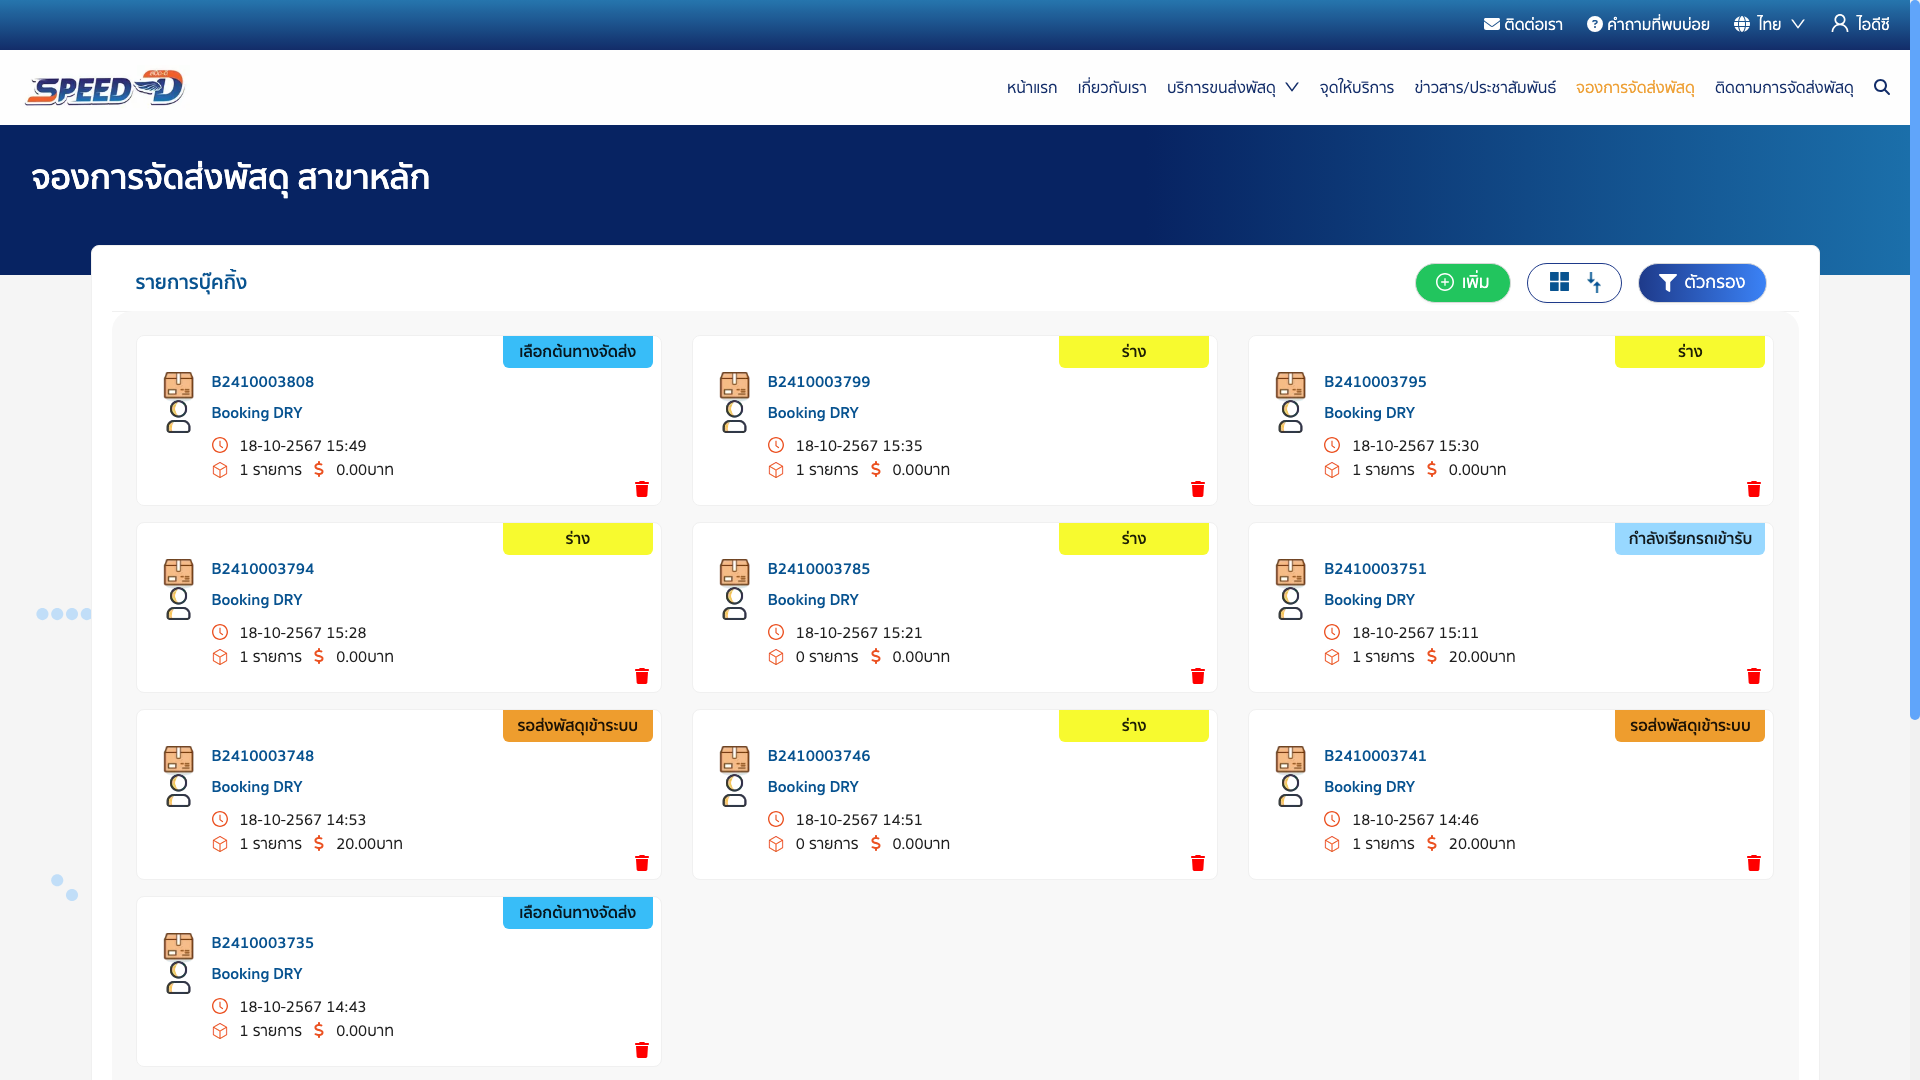 ติดต่อเรา คำถามที่พบบ่อย ไทย ไอดีซี
SPEED-D
หน้าแรก เกี่ยวกับเรา บริการขนส่งพัสดุ จุดให้บริการ ข่าวสาร/ประชาสัมพันธ์ จองการจัดส่งพัสดุ ติดตามการจัดส่งพัสดุ
จองการจัดส่งพัสดุ สาขาหลัก
รายการบุ๊คกิ้ง
เพิ่ม
ตัวกรอง
เลือกต้นทางจัดส่ง
B2410003808
Booking DRY
18-10-2567 15:49
1 รายการ $ 0.00บาท
ร่าง
B2410003799
Booking DRY
18-10-2567 15:35
1 รายการ $ 0.00บาท
ร่าง
B2410003795
Booking DRY
18-10-2567 15:30
1 รายการ $ 0.00บาท
ร่าง
B2410003794
Booking DRY
18-10-2567 15:28
1 รายการ $ 0.00บาท
ร่าง
B2410003785
Booking DRY
18-10-2567 15:21
0 รายการ $ 0.00บาท
กำลังเรียกรถเข้ารับ
B2410003751
Booking DRY
18-10-2567 15:11
1 รายการ $ 20.00บาท
รอส่งพัสดุเข้าระบบ
B2410003748
Booking DRY
18-10-2567 14:53
1 รายการ $ 20.00บาท
ร่าง
B2410003746
Booking DRY
18-10-2567 14:51
0 รายการ $ 0.00บาท
รอส่งพัสดุเข้าระบบ
B2410003741
Booking DRY
18-10-2567 14:46
1 รายการ $ 20.00บาท
เลือกต้นทางจัดส่ง
B2410003735
Booking DRY
18-10-2567 14:43
1 รายการ $ 0.00บาท